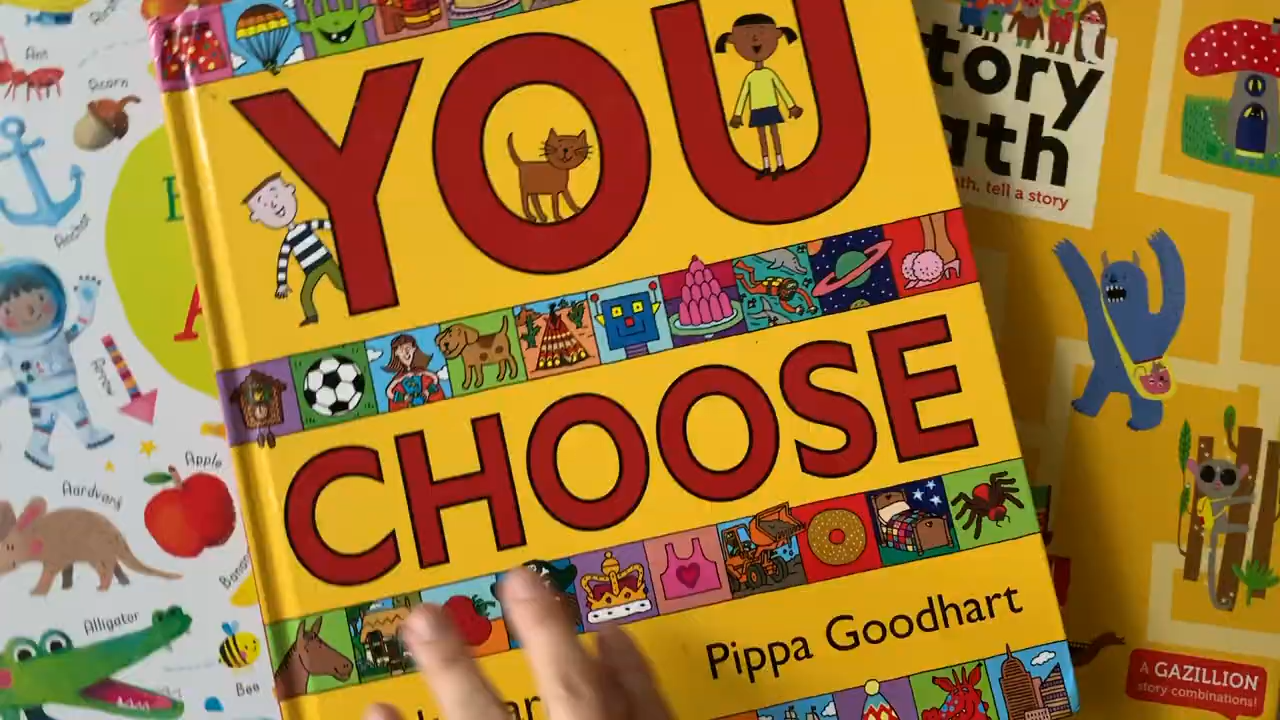 YOU
CHOOSE
Pippa Goodhart
Ant
Acorn
Anchor
Arrow
Apple
Aardvark
Alligator
Bee
tory
ath
ath, tell a story
A GAZILLION
story combinations!